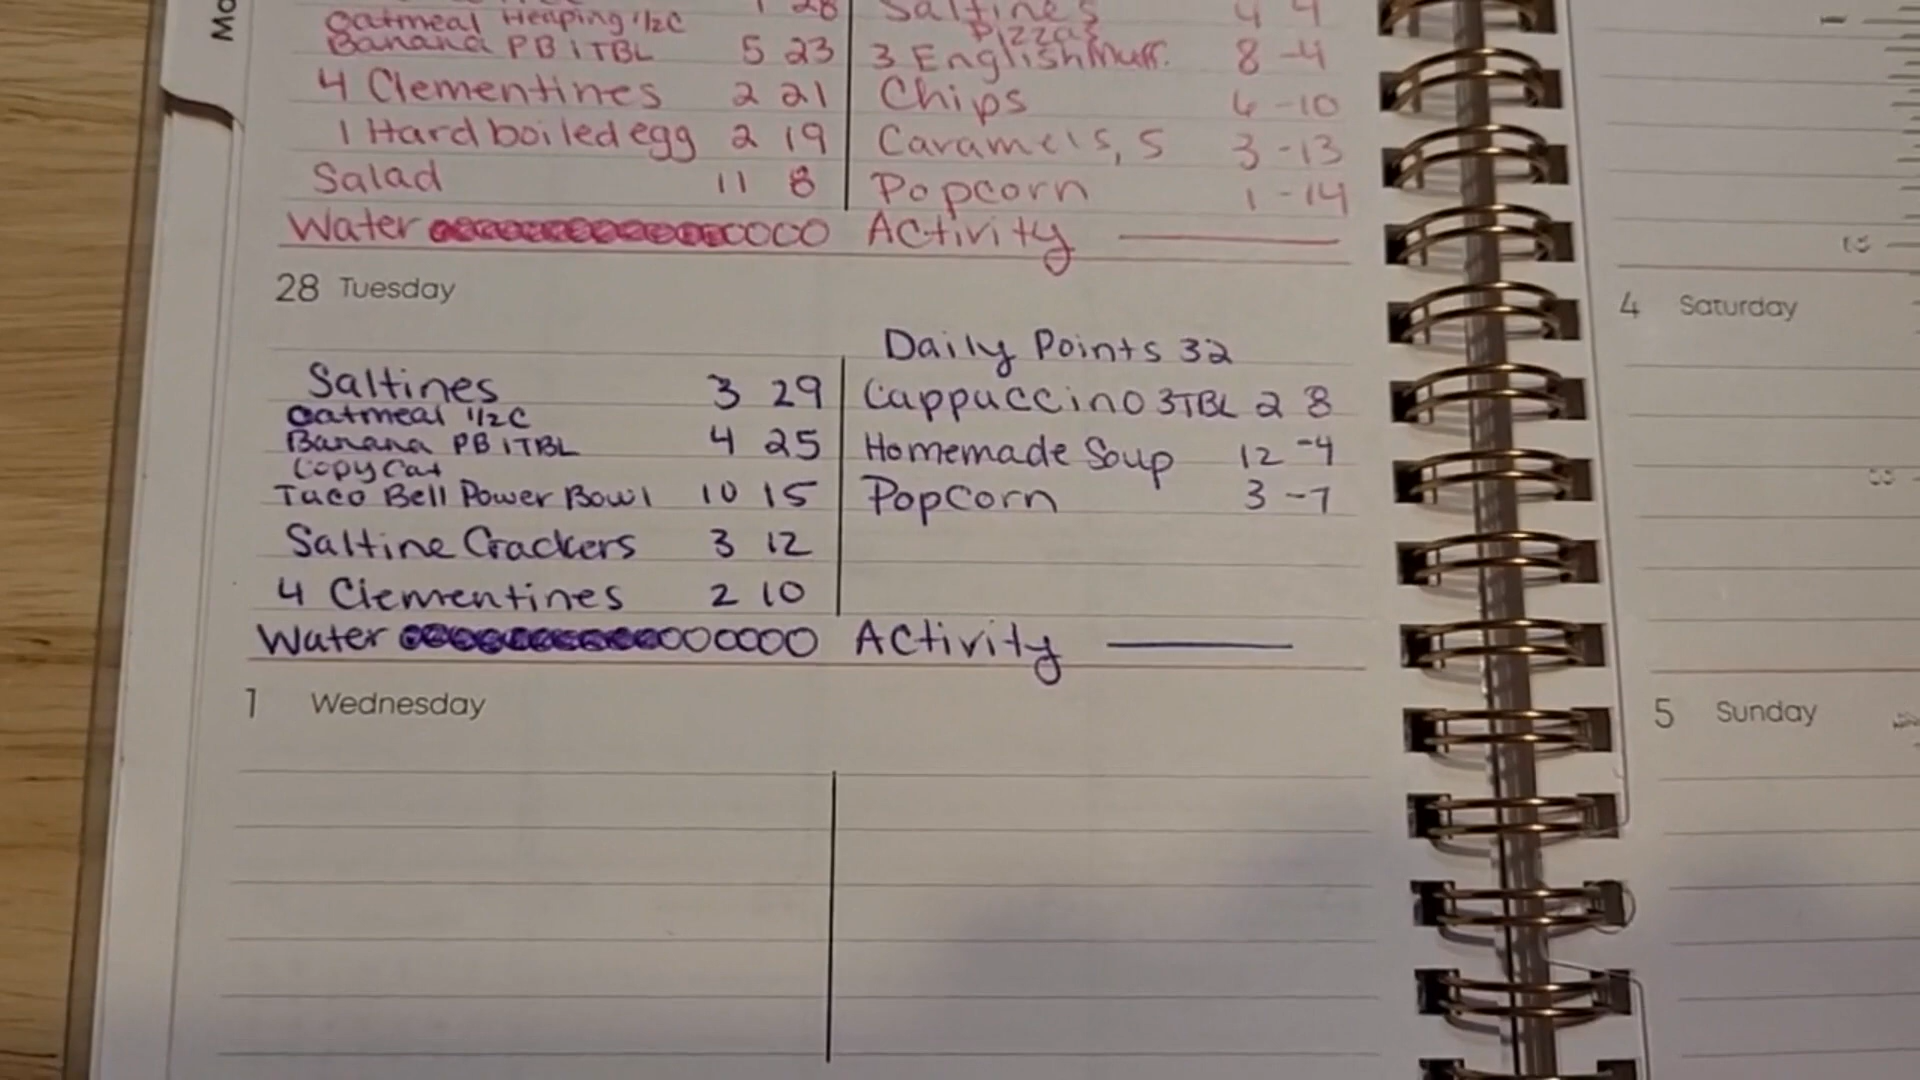 Mo
1 28
Oatmeal Heaping 1/2C
Banana PB 1TBL 5 23
4 Clementines 2 21
1 Hard boiled egg 2 19
Salad 11 8
Saltines 4 4
Pizzas
3 English Muff. 8 -4
Chips 6 -10
Caramels, 5 3 -13
Popcorn 1 -14
Water Activity
28 Tuesday
Daily Points 32
Saltines 3 29
Oatmeal 1/2C
Banana PB 1TBL 4 25
Copy Cat
Taco Bell Power Bowl 10 15
Saltine Crackers 3 12
4 Clementines 2 10
Cappuccino 3TBL 2 8
Homemade Soup 12 -4
Popcorn 3 -7
Water Activity
1 Wednesday
4 Saturday
5 Sunday